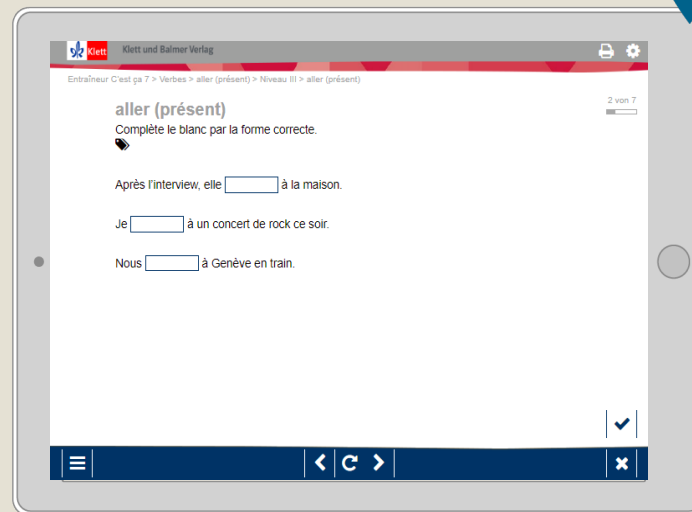 Klett
Klett und Balmer Verlag
Entraîneur C'est ça 7 > Verbes > aller (présent) > Niveau III > aller (présent)
2 von 7
aller (présent)
Complète le blanc par la forme correcte.
Après l'interview, elle à la maison.
Je à un concert de rock ce soir.
Nous à Genève en train.